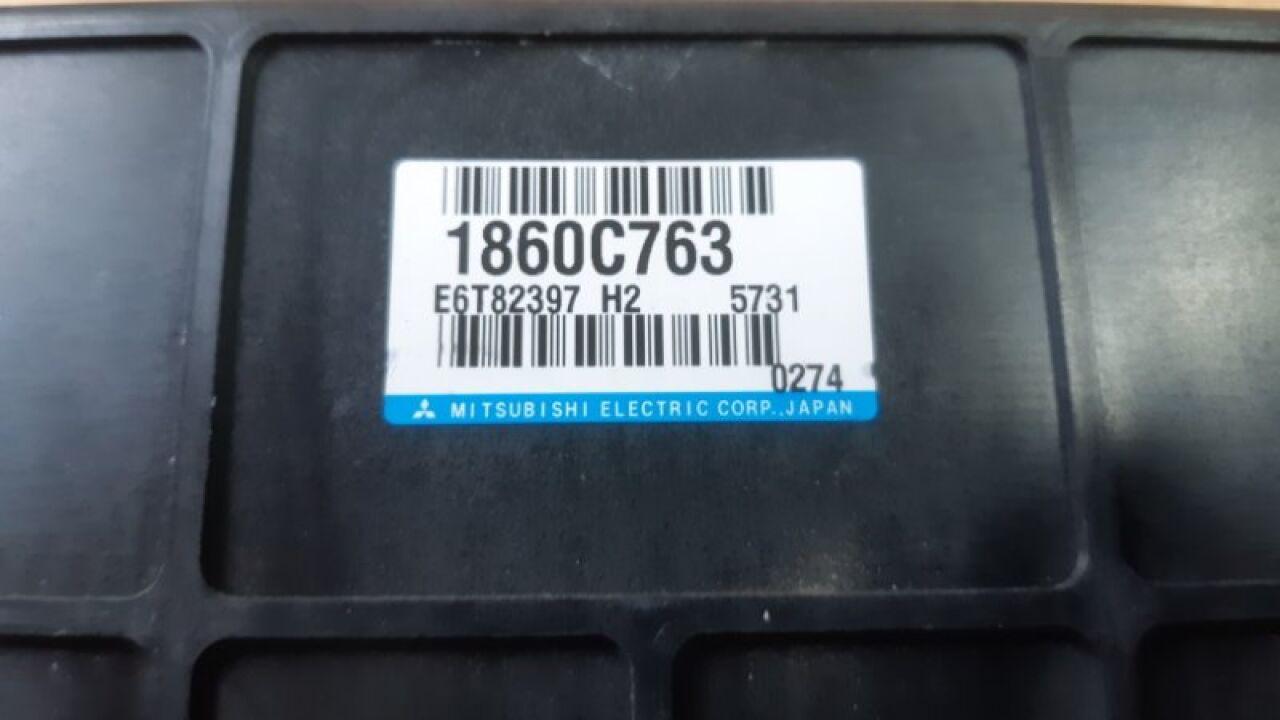 1860C763
E6T82397 H2 5731
0274
MITSUBISHI ELECTRIC CORP.,JAPAN